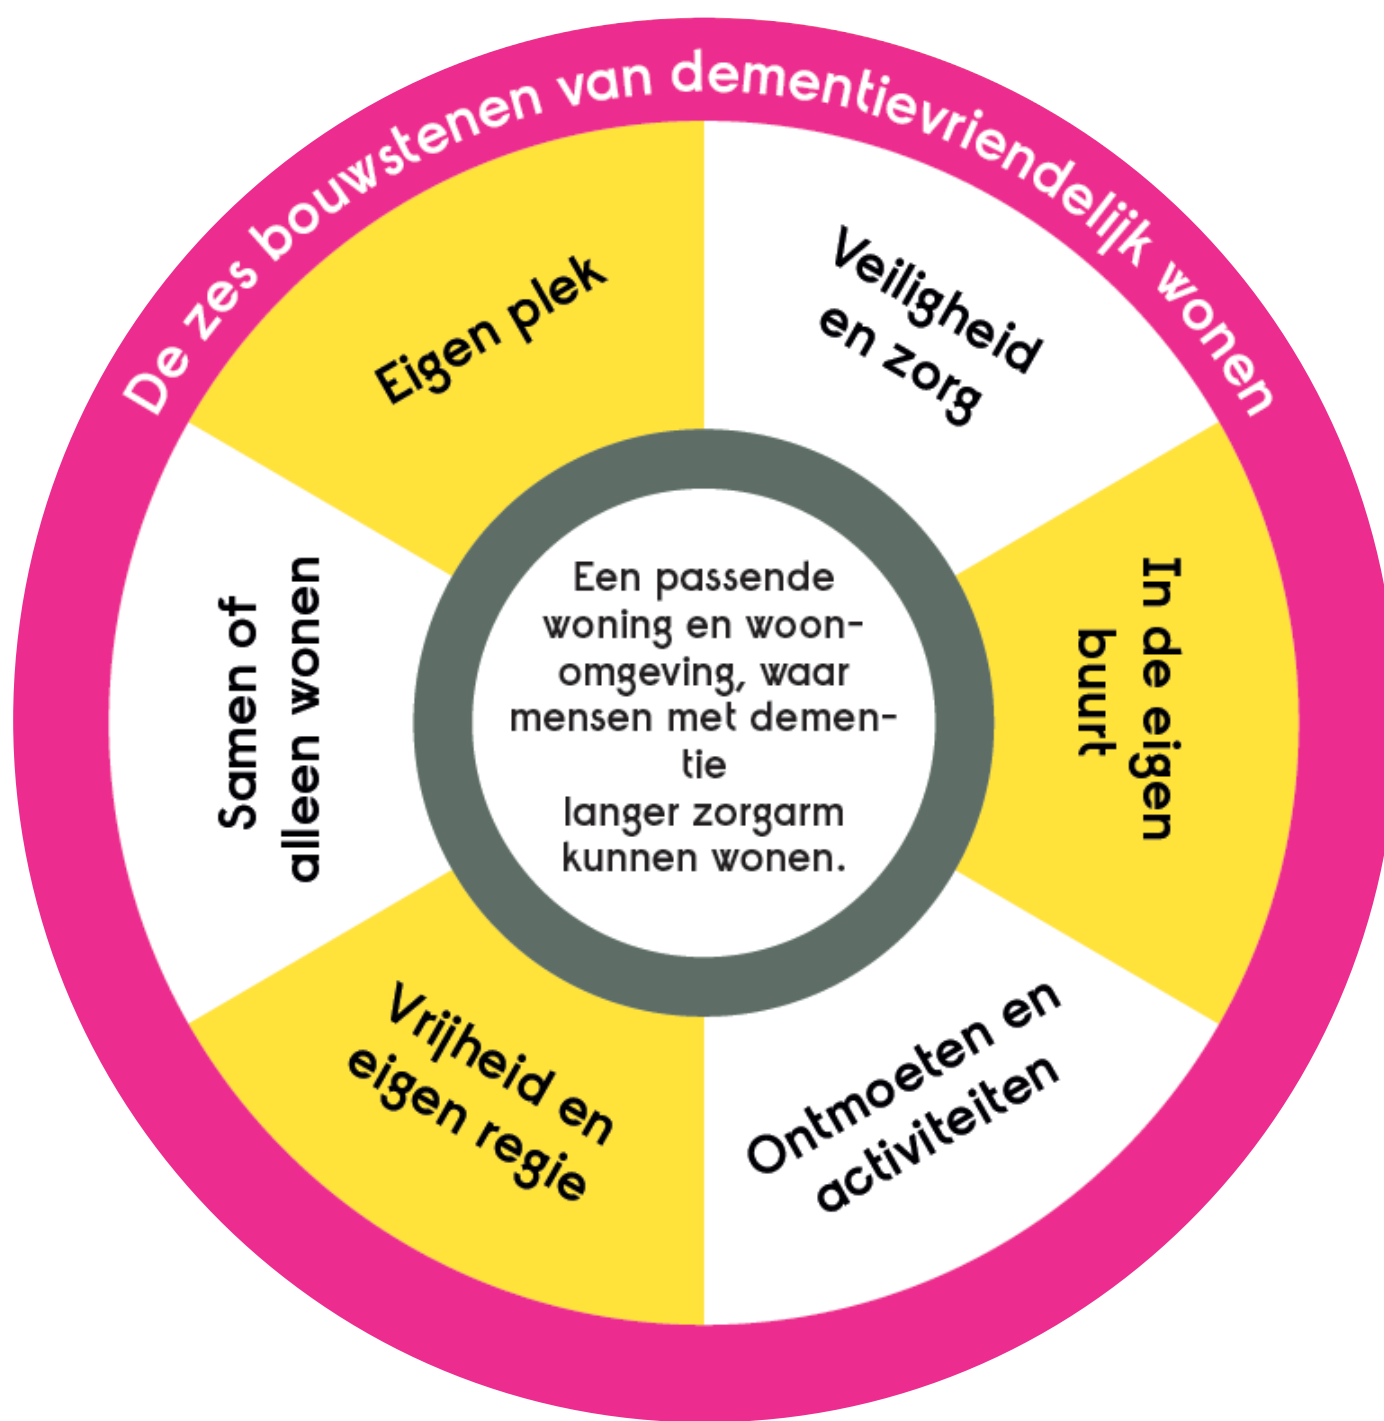 De zes bouwstenen van dementievriendelijk wonen
Eigen plek
Veiligheid
en zorg
In de eigen
buurt
Ontmoeten en
activiteiten
Vrijheid en
eigen regie
Samen of
alleen wonen
Een passende
woning en woon-
omgeving, waar
mensen met demen-
tie
langer zorgarm
kunnen wonen.